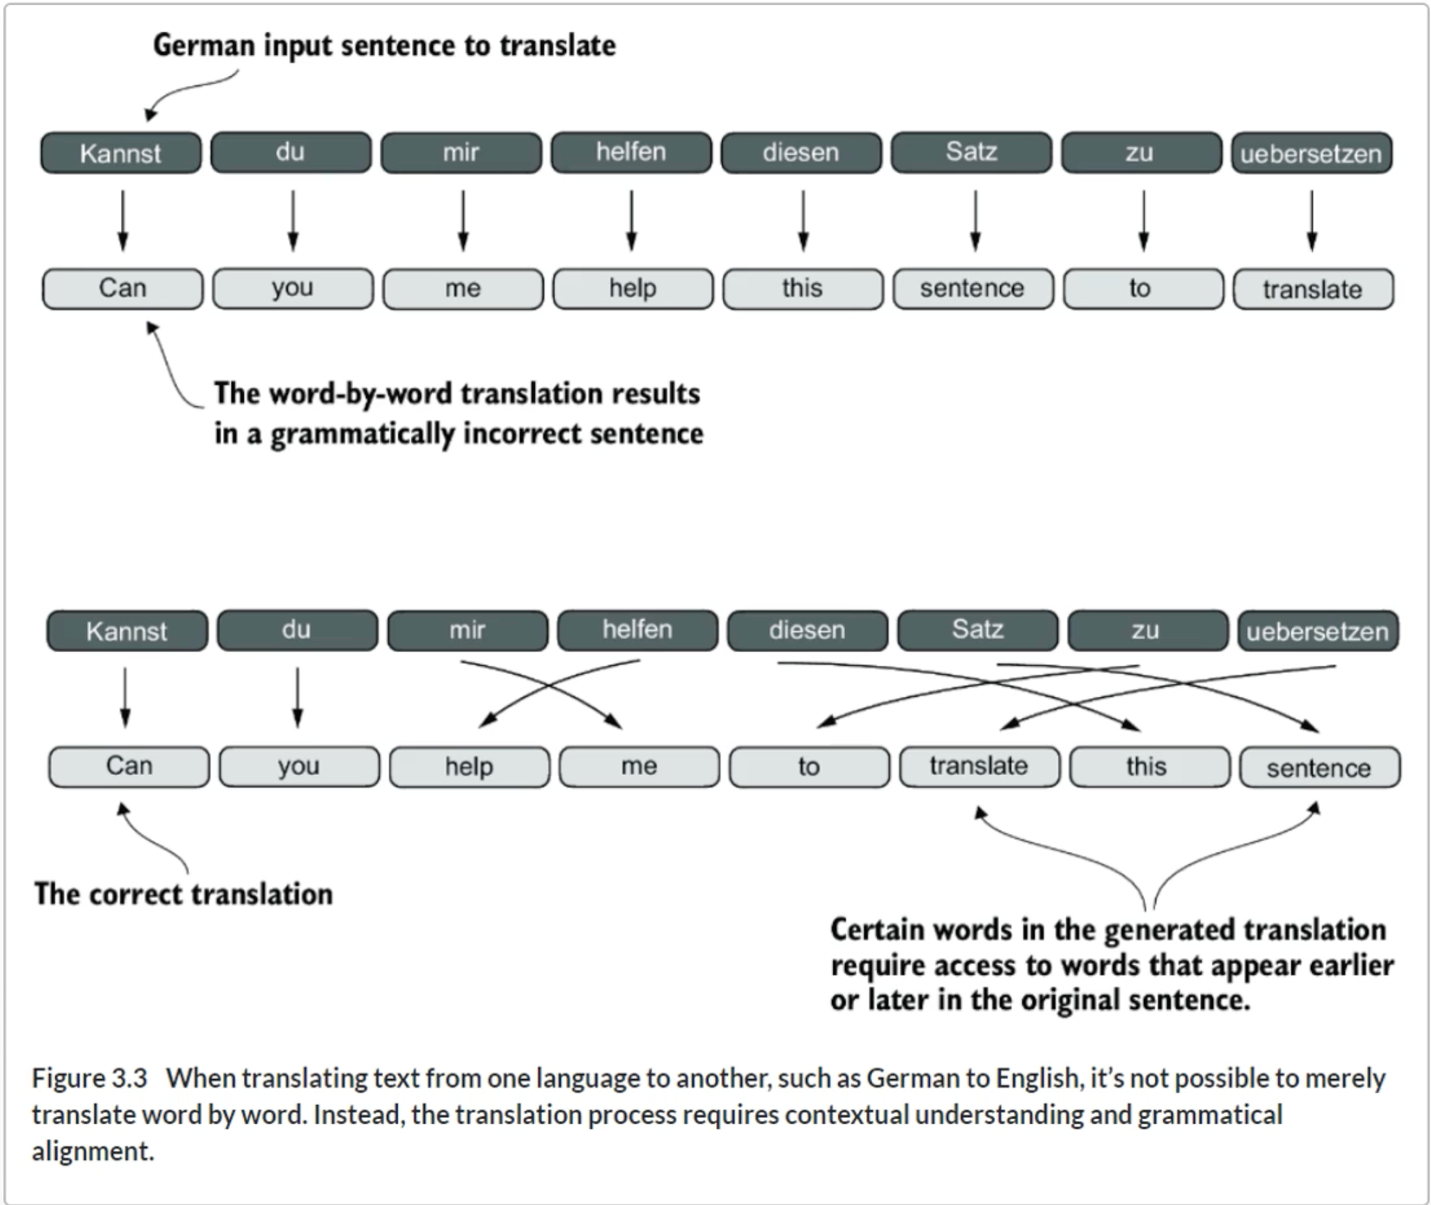 German input sentence to translate
Kannst du mir helfen diesen Satz zu uebersetzen
Can you me help this sentence to translate
The word-by-word translation results
in a grammatically incorrect sentence
Kannst du mir helfen diesen Satz zu uebersetzen
Can you help me to translate this sentence
The correct translation
Certain words in the generated translation
require access to words that appear earlier
or later in the original sentence.
Figure 3.3 When translating text from one language to another, such as German to English, it’s not possible to merely
translate word by word. Instead, the translation process requires contextual understanding and grammatical
alignment.